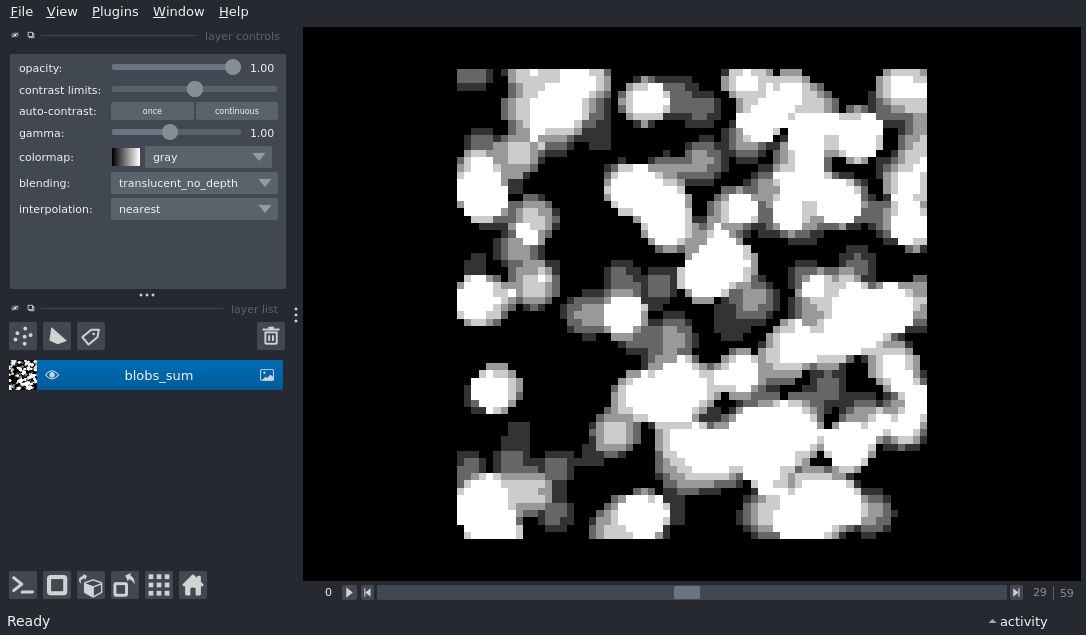 File View Plugins Window Help
layer controls
opacity: 1.00
contrast limits:
auto-contrast: once continuous
gamma: 1.00
colormap: gray
blending: translucent_no_depth
interpolation: nearest
layer list
blobs_sum
0 29 59
Ready activity